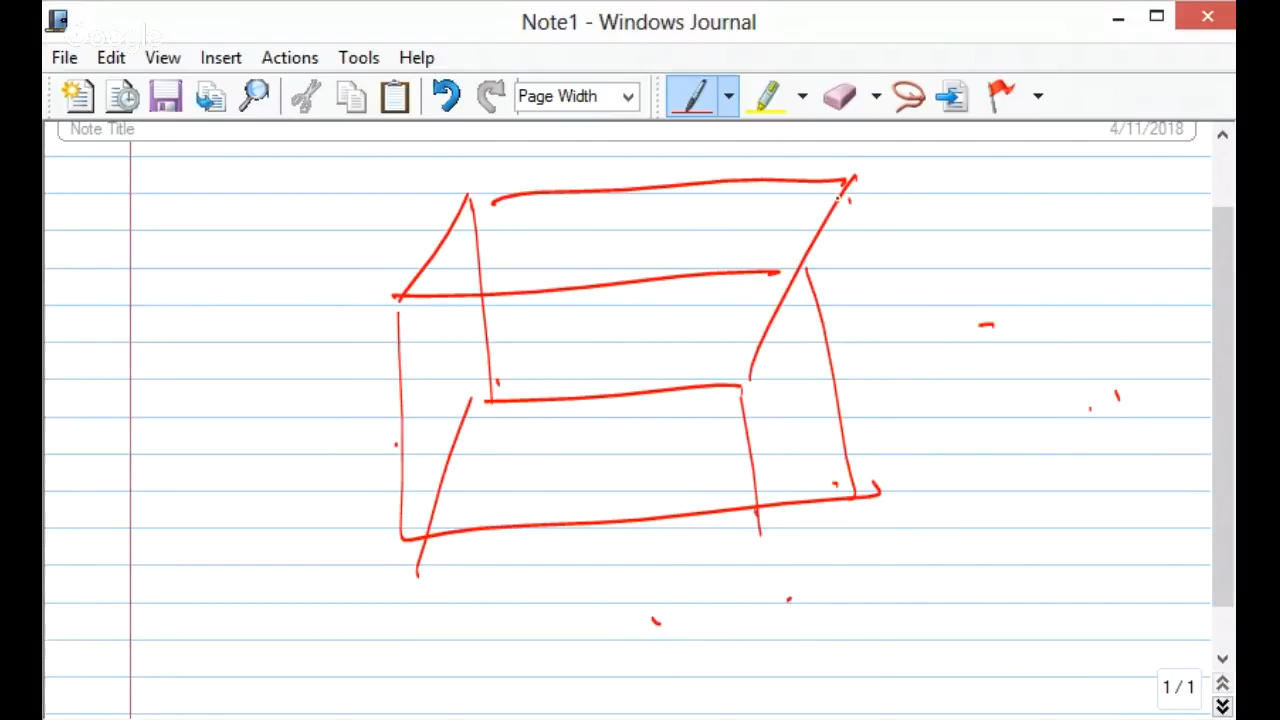 Note1 - Windows Journal
Google
File Edit View Insert Actions Tools Help
Page Width
Note Title 4/11/2018
1 / 1